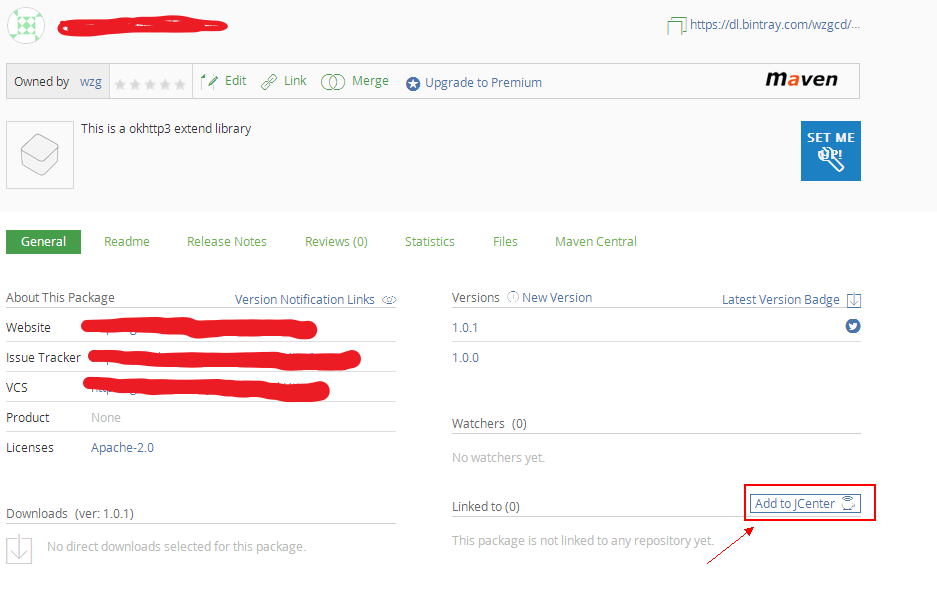 https://dl.bintray.com/wzgcd/...
Owned by wzg Edit Link Merge Upgrade to Premium maven
This is a okhttp3 extend library
SET ME UP!
General Readme Release Notes Reviews (0) Statistics Files Maven Central
About This Package Version Notification Links
Website
Issue Tracker
VCS
Product None
Licenses Apache-2.0
Downloads (ver: 1.0.1)
No direct downloads selected for this package.
Versions New Version Latest Version Badge
1.0.1
1.0.0
Watchers (0)
No watchers yet.
Linked to (0) Add to JCenter
This package is not linked to any repository yet.